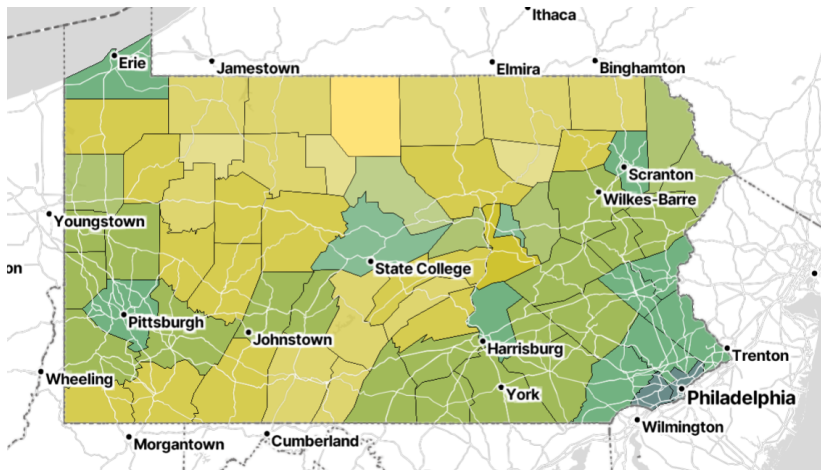 Ithaca
Erie
Jamestown
Elmira
Binghamton
Scranton
Wilkes-Barre
Youngstown
on
State College
Pittsburgh
Johnstown
Harrisburg
Trenton
Wheeling
York
Philadelphia
Wilmington
Morgantown
Cumberland